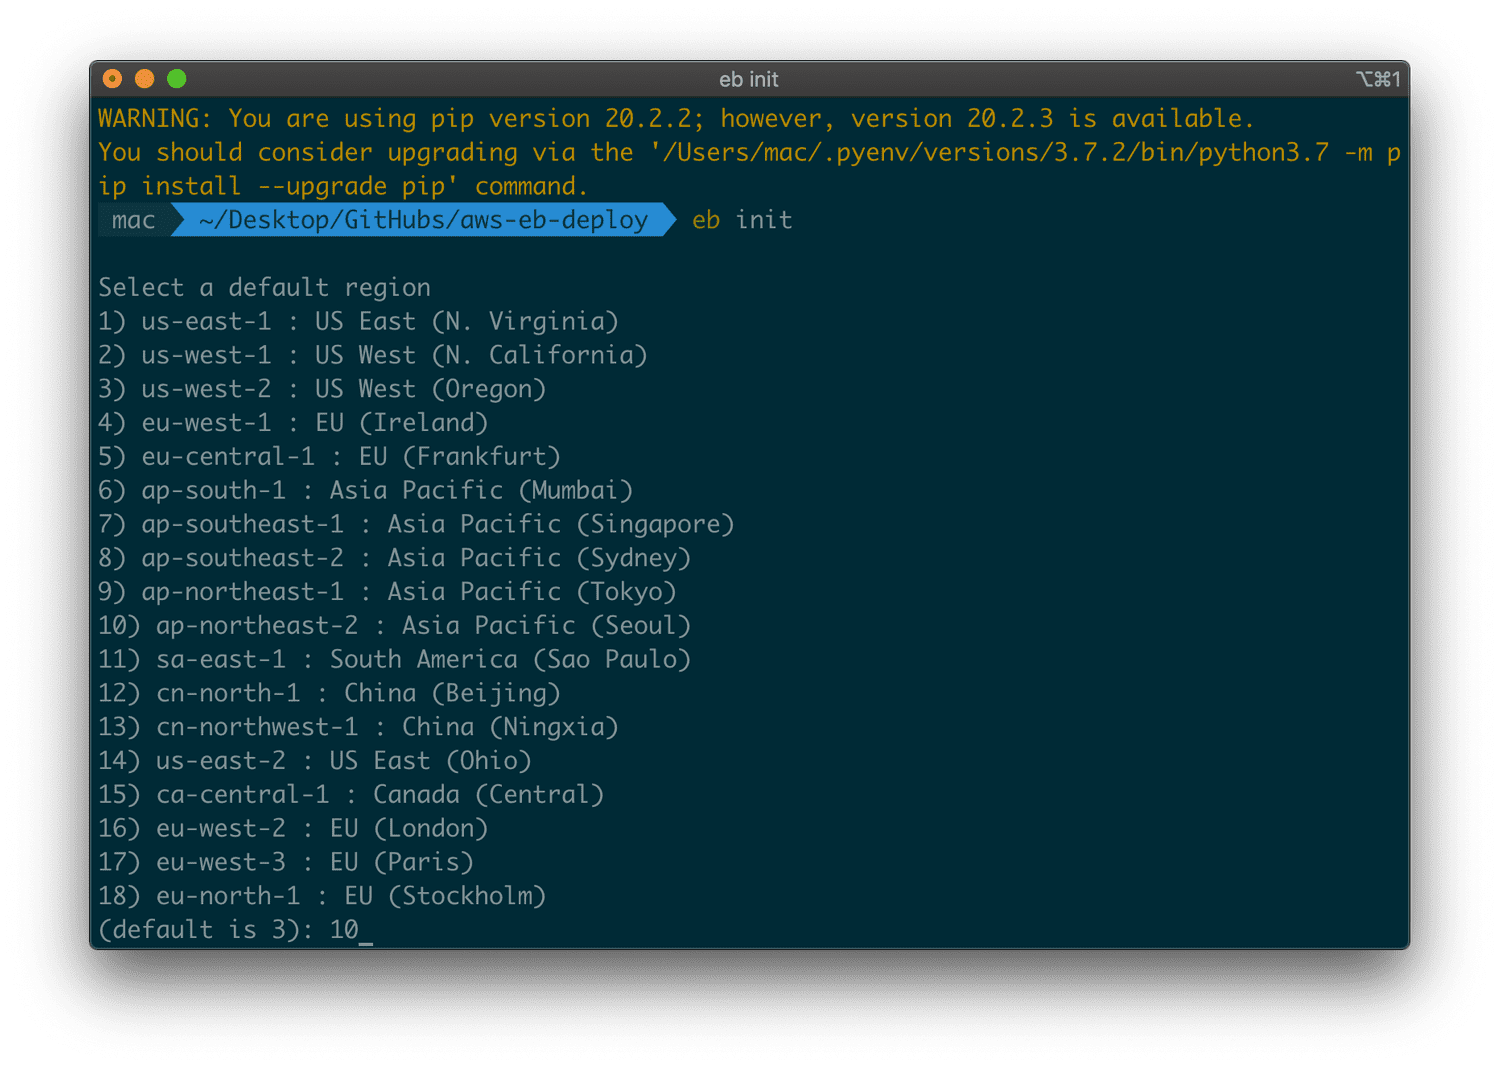 eb init
⌥⌘1
WARNING: You are using pip version 20.2.2; however, version 20.2.3 is available.
You should consider upgrading via the '/Users/mac/.pyenv/versions/3.7.2/bin/python3.7 -m p
ip install --upgrade pip' command.
mac ~/Desktop/GitHubs/aws-eb-deploy eb init
Select a default region
1) us-east-1 : US East (N. Virginia)
2) us-west-1 : US West (N. California)
3) us-west-2 : US West (Oregon)
4) eu-west-1 : EU (Ireland)
5) eu-central-1 : EU (Frankfurt)
6) ap-south-1 : Asia Pacific (Mumbai)
7) ap-southeast-1 : Asia Pacific (Singapore)
8) ap-southeast-2 : Asia Pacific (Sydney)
9) ap-northeast-1 : Asia Pacific (Tokyo)
10) ap-northeast-2 : Asia Pacific (Seoul)
11) sa-east-1 : South America (Sao Paulo)
12) cn-north-1 : China (Beijing)
13) cn-northwest-1 : China (Ningxia)
14) us-east-2 : US East (Ohio)
15) ca-central-1 : Canada (Central)
16) eu-west-2 : EU (London)
17) eu-west-3 : EU (Paris)
18) eu-north-1 : EU (Stockholm)
(default is 3): 10_